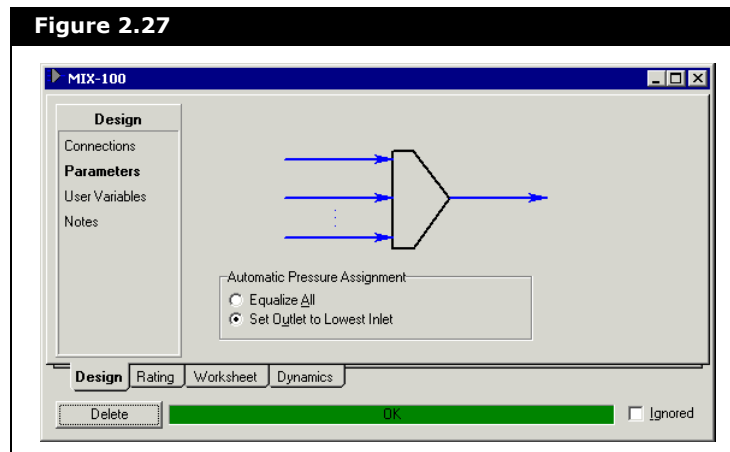 Figure 2.27
MIX-100
Design
Connections
Parameters
User Variables
Notes
Automatic Pressure Assignment
Equalize All
Set Outlet to Lowest Inlet
Design Rating Worksheet Dynamics
Delete OK Ignored